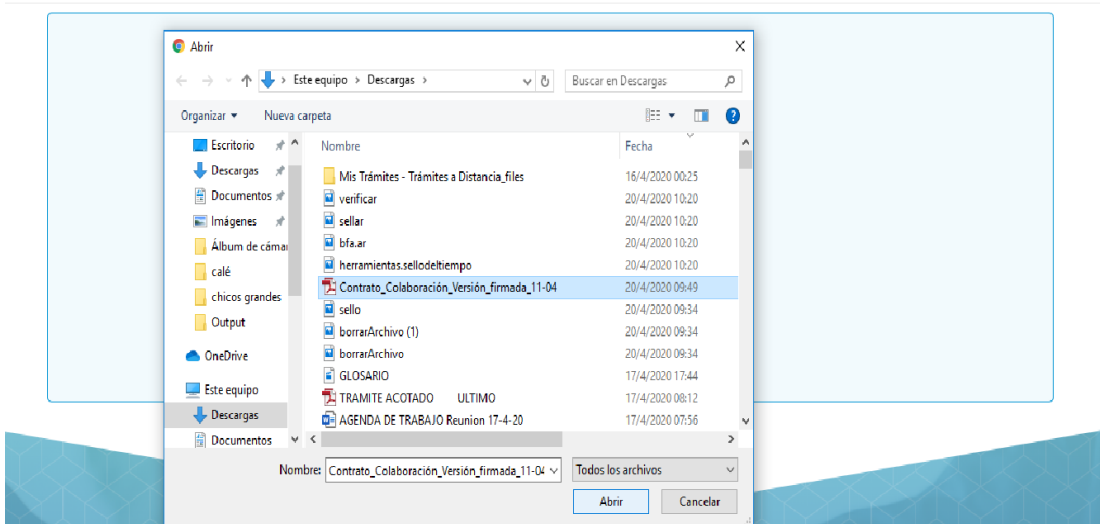 Abrir
Este equipo > Descargas >
Buscar en Descargas
Organizar
Nueva carpeta
Escritorio
Descargas
Documentos
Imágenes
Álbum de cámar
calé
chicos grandes
Output
OneDrive
Este equipo
Descargas
Documentos
Nombre Fecha
Mis Trámites - Trámites a Distancia_files 16/4/2020 00:25
verificar 20/4/2020 10:20
sellar 20/4/2020 10:20
bfa.ar 20/4/2020 10:20
herramientas.sellodeltiempo 20/4/2020 10:20
Contrato_Colaboración_Versión_firmada_11-04 20/4/2020 09:49
sello 20/4/2020 09:34
borrarArchivo (1) 20/4/2020 09:34
borrarArchivo 20/4/2020 09:34
GLOSARIO 17/4/2020 17:44
TRAMITE ACOTADO ULTIMO 17/4/2020 08:12
AGENDA DE TRABAJO Reunion 17-4-20 17/4/2020 07:56
Nombre: Contrato_Colaboración_Versión_firmada_11-04
Todos los archivos
Abrir
Cancelar